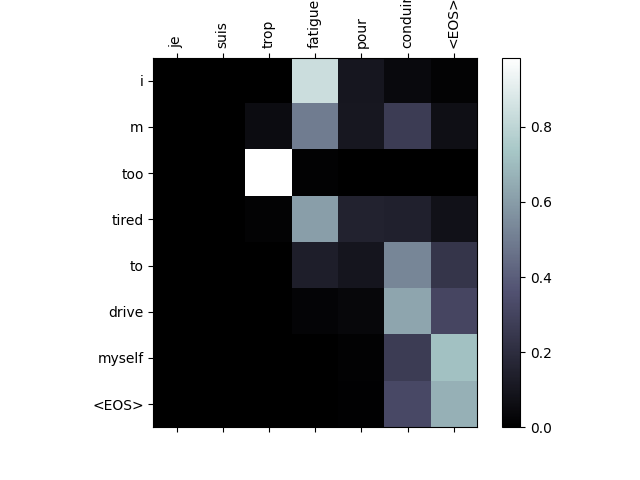 je suis trop fatigue pour conduir <EOS>
i
m
too
tired
to
drive
myself
<EOS>
0.8
0.6
0.4
0.2
0.0